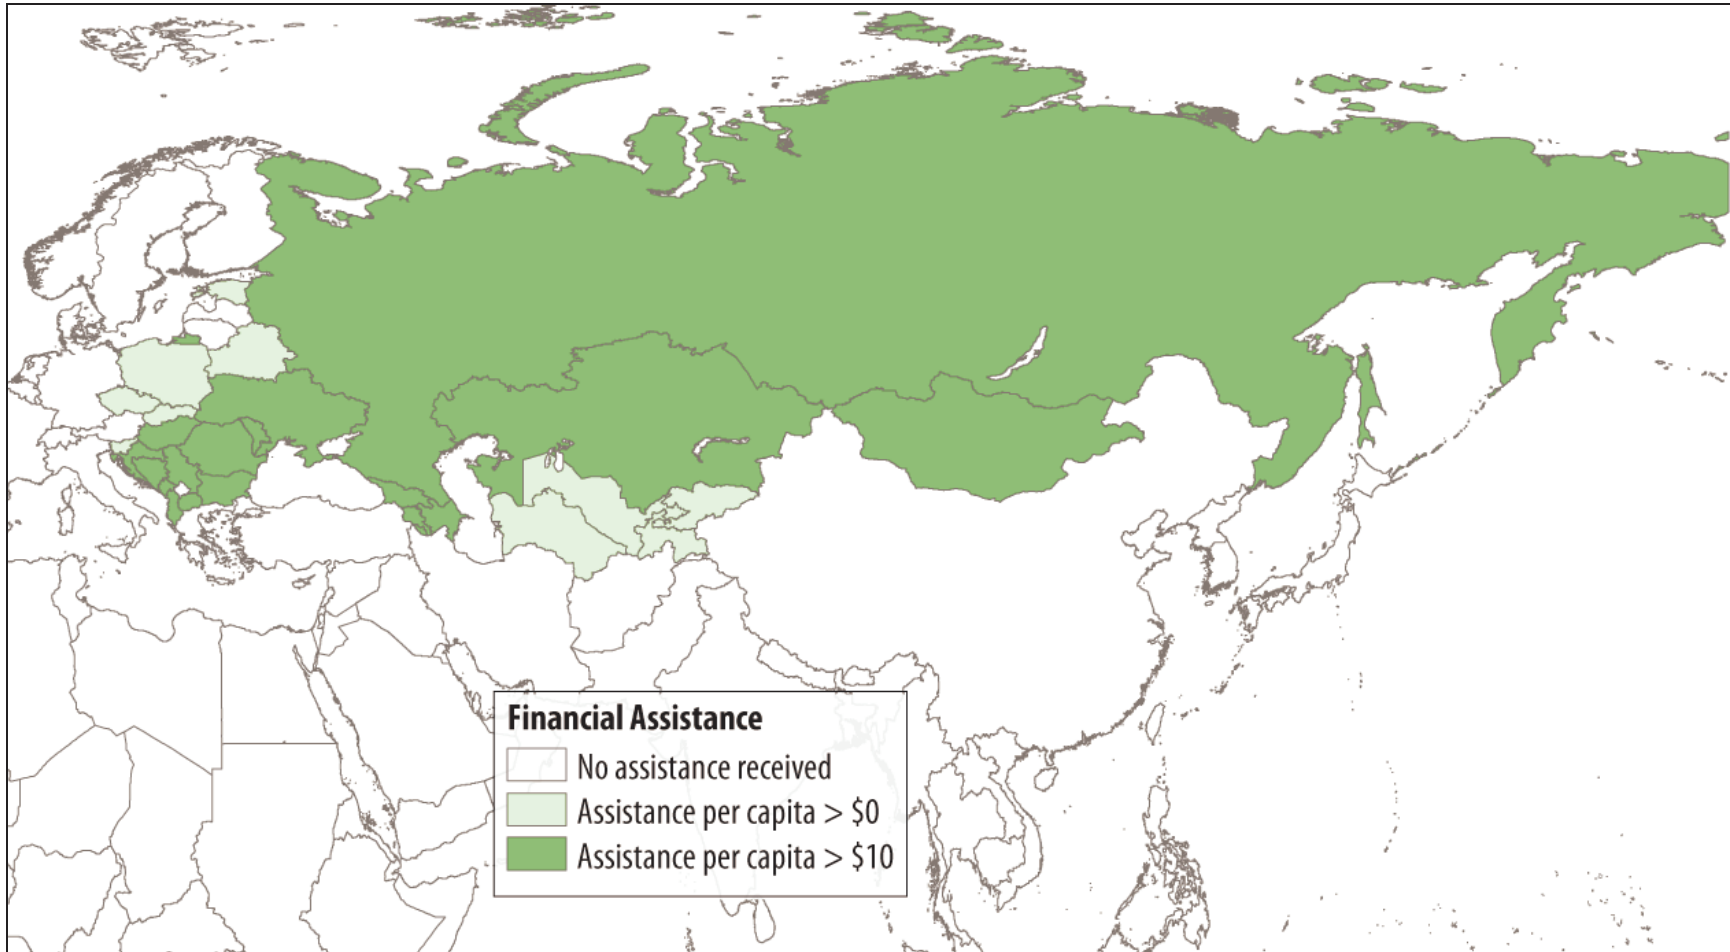 Financial Assistance
No assistance received
Assistance per capita > $0
Assistance per capita > $10